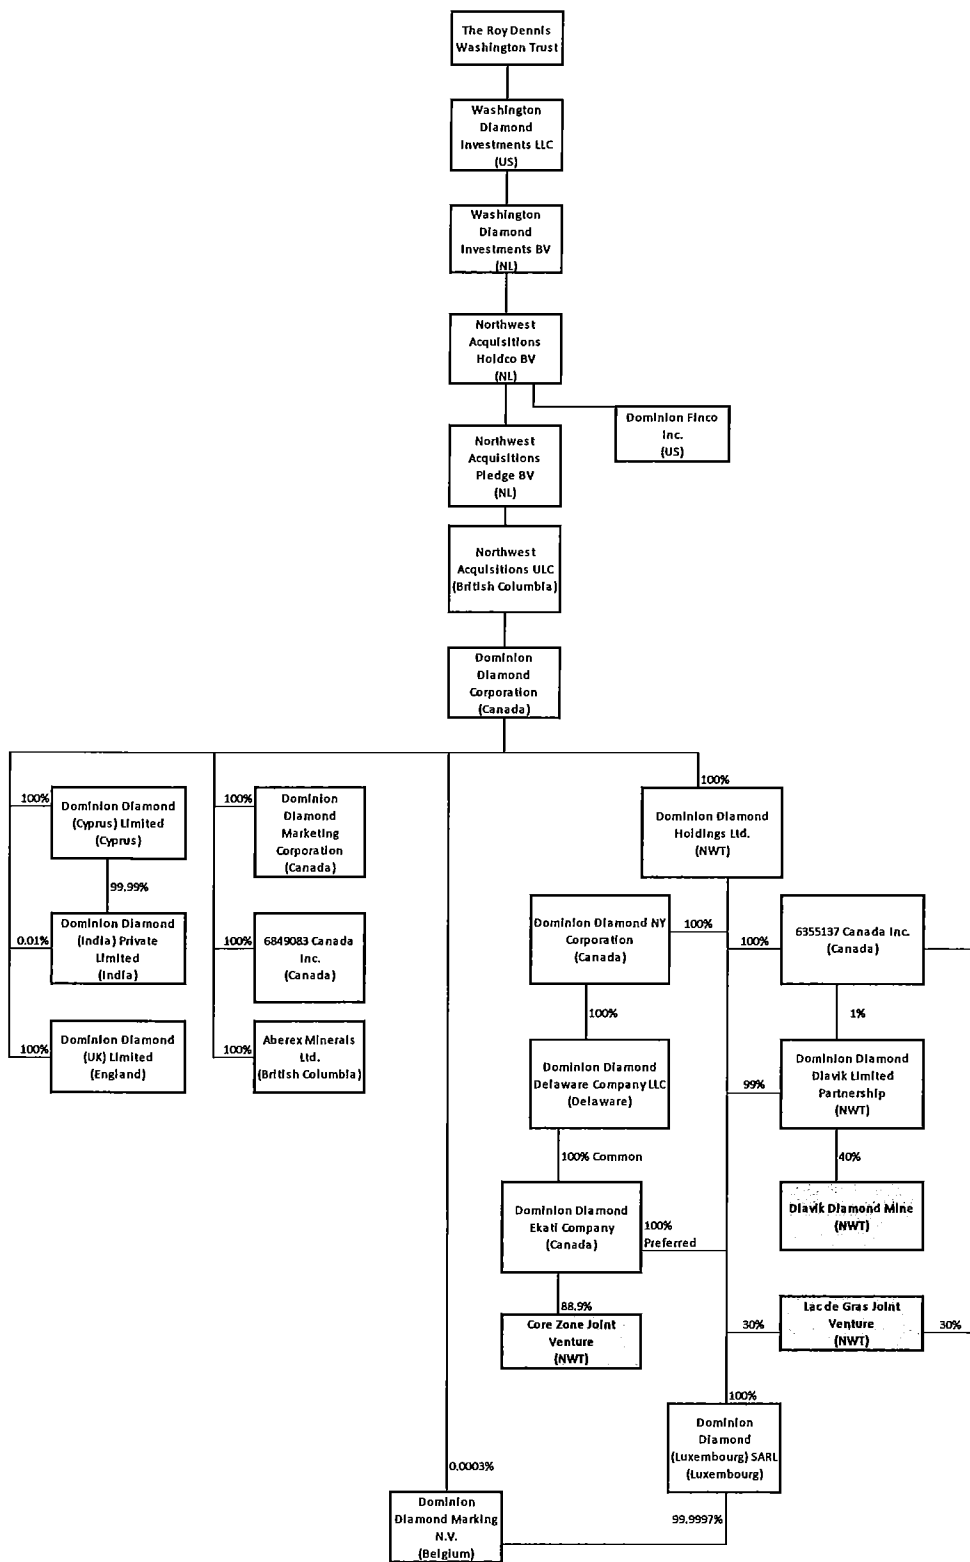 The Roy Dennis
Washington Trust
Washington
Diamond
Investments LLC
(US)
Washington
Diamond
Investments BV
(NL)
Northwest
Acquisitions
Holdco BV
(NL)
Dominion Finco
Inc.
(US)
Northwest
Acquisitions
Pledge BV
(NL)
Northwest
Acquisitions ULC
(British Columbia)
Dominion
Diamond
Corporation
(Canada)
100%
Dominion Diamond
(Cyprus) Limited
(Cyprus)
99.99%
0.01%
Dominion Diamond
(India) Private
Limited
(India)
100%
Dominion Diamond
(UK) Limited
(England)
100%
Dominion
Diamond
Marketing
Corporation
(Canada)
100%
6849083 Canada
Inc.
(Canada)
100%
Aberex Minerals
Ltd.
(British Columbia)
100%
Dominion Diamond
Holdings Ltd.
(NWT)
Dominion Diamond NY
Corporation
(Canada)
100%
100%
6355137 Canada Inc.
(Canada)
100%
1%
Dominion Diamond
Delaware Company LLC
(Delaware)
99%
Dominion Diamond
Diavik Limited
Partnership
(NWT)
100% Common
40%
Dominion Diamond
Ekati Company
(Canada)
100%
Preferred
Diavik Diamond Mine
(NWT)
88.9%
Core Zone Joint
Venture
(NWT)
30%
Lac de Gras Joint
Venture
(NWT)
30%
100%
Dominion
Diamond
(Luxembourg) SARL
(Luxembourg)
0.0003%
99.9997%
Dominion
Diamond Marking
N.V.
(Belgium)